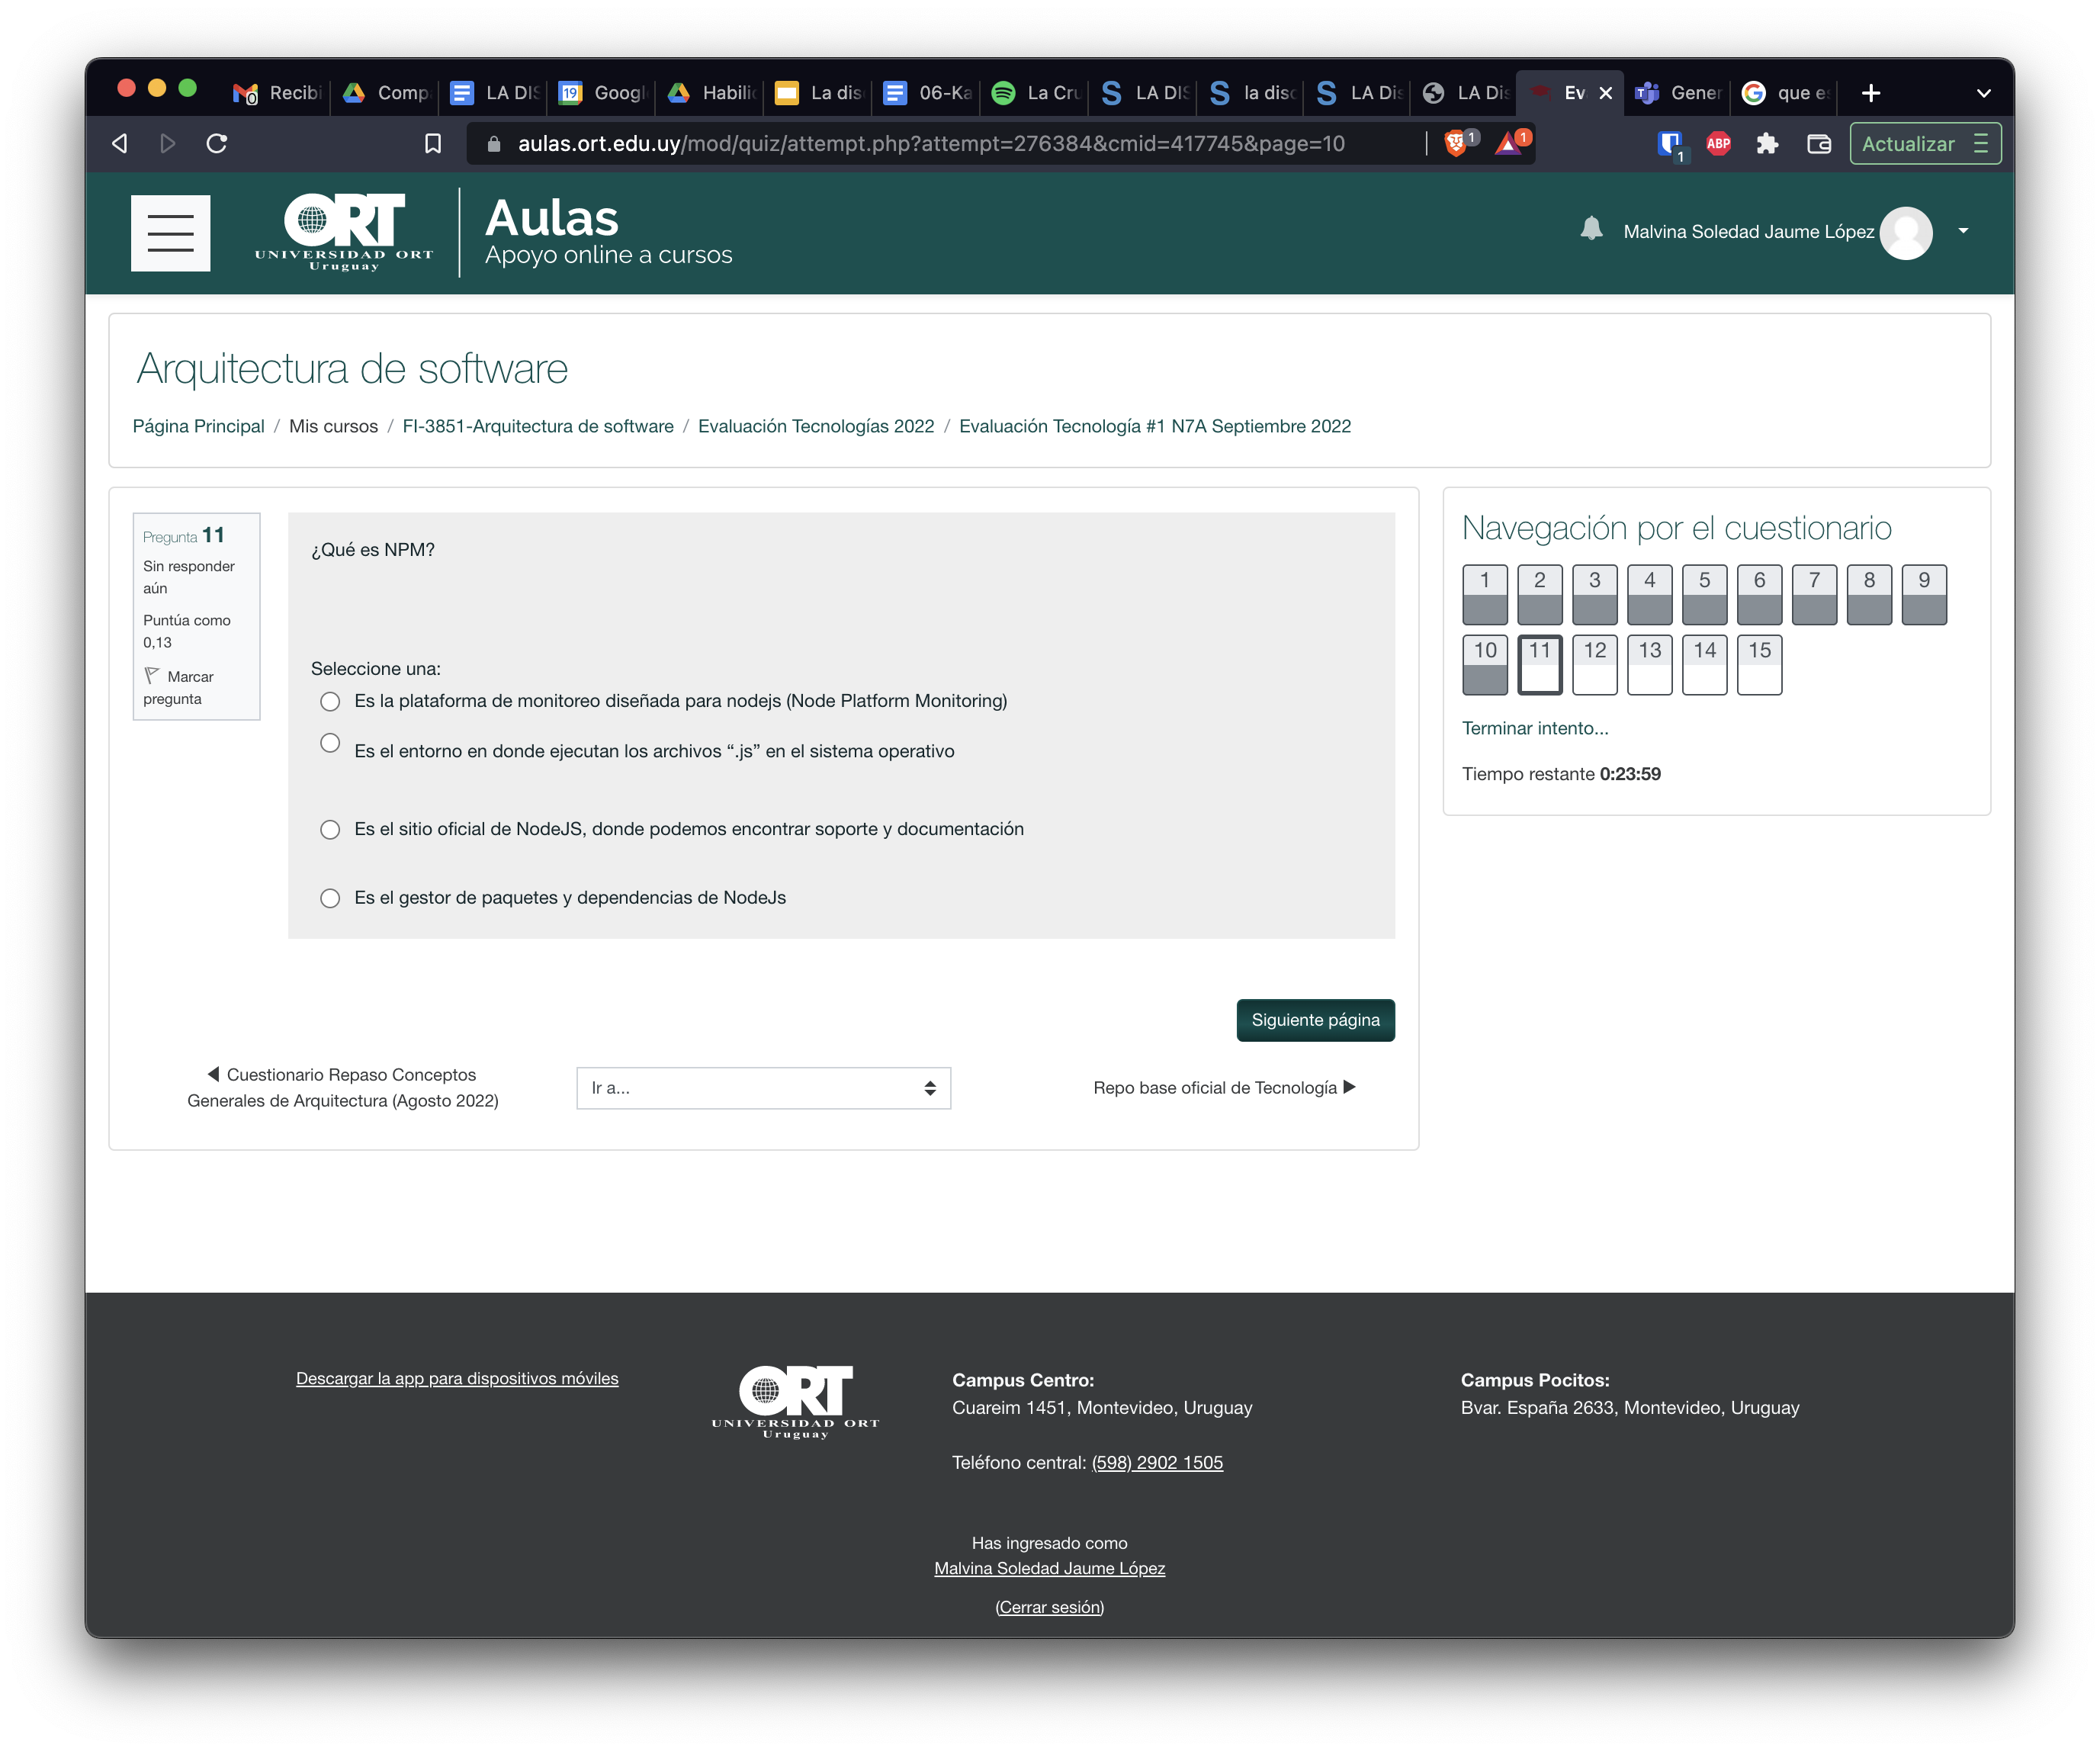 Recibi
Comp
LA DIS
19
Googl
Habilic
La dis
06-Ka
La Cru
S
LA DIS
S
la disc
S
LA Dis
LA Dis
Ev
Gener
que e
aulas.ort.edu.uy/mod/quiz/attempt.php?attempt=276384&cmid=417745&page=10
1
1
1
ABP
Actualizar
ORT
UNIVERSIDAD ORT
Uruguay
Aulas
Apoyo online a cursos
Malvina Soledad Jaume López
Arquitectura de software
Página Principal / Mis cursos / FI-3851-Arquitectura de software / Evaluación Tecnologías 2022 / Evaluación Tecnología #1 N7A Septiembre 2022
Pregunta 11
Sin responder
aún
Puntúa como
0,13
Marcar
pregunta
¿Qué es NPM?
Seleccione una:
Es la plataforma de monitoreo diseñada para nodejs (Node Platform Monitoring)
Es el entorno en donde ejecutan los archivos “.js” en el sistema operativo
Es el sitio oficial de NodeJS, donde podemos encontrar soporte y documentación
Es el gestor de paquetes y dependencias de NodeJs
Siguiente página
Cuestionario Repaso Conceptos
Generales de Arquitectura (Agosto 2022)
Ir a...
Repo base oficial de Tecnología
Navegación por el cuestionario
1 2 3 4 5 6 7 8 9
10 11 12 13 14 15
Terminar intento...
Tiempo restante 0:23:59
Descargar la app para dispositivos móviles
ORT
UNIVERSIDAD ORT
Uruguay
Campus Centro:
Cuareim 1451, Montevideo, Uruguay
Teléfono central: (598) 2902 1505
Campus Pocitos:
Bvar. España 2633, Montevideo, Uruguay
Has ingresado como
Malvina Soledad Jaume López
(Cerrar sesión)